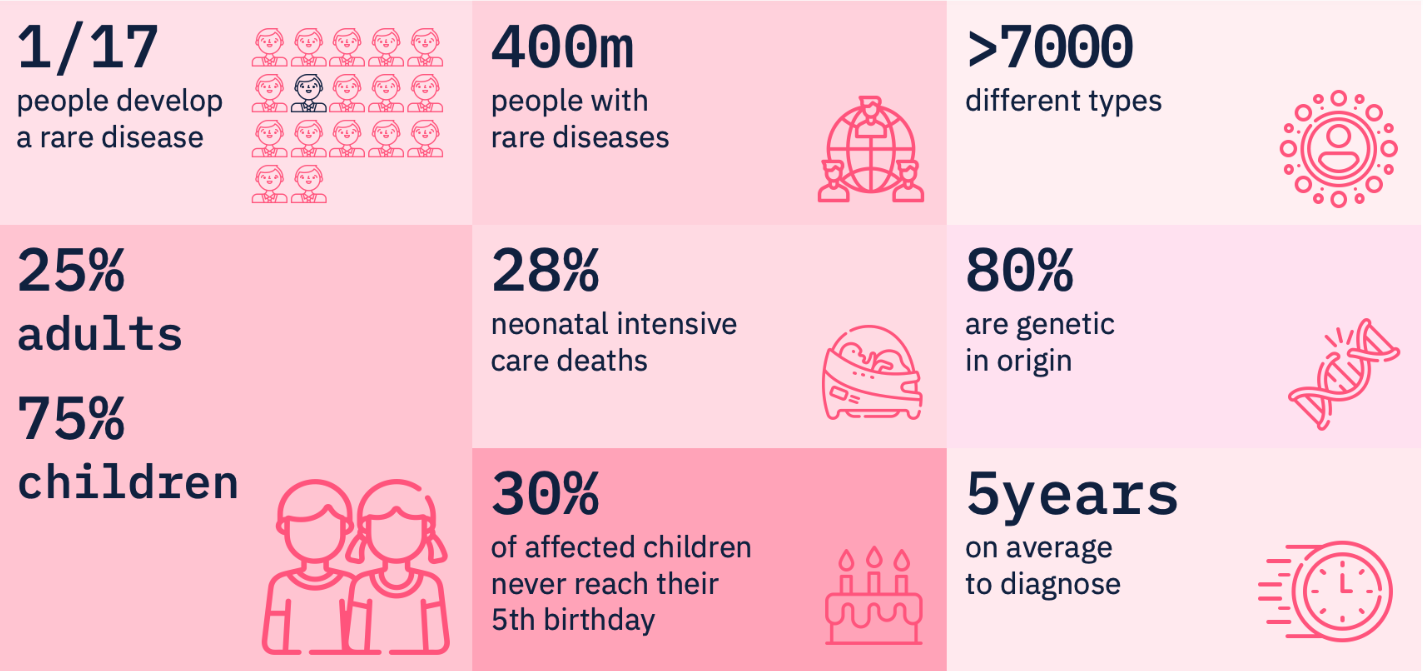 1/17
people develop
a rare disease
400m
people with
rare diseases
>7000
different types
25%
adults
75%
children
28%
neonatal intensive
care deaths
80%
are genetic
in origin
30%
of affected children
never reach their
5th birthday
5years
on average
to diagnose